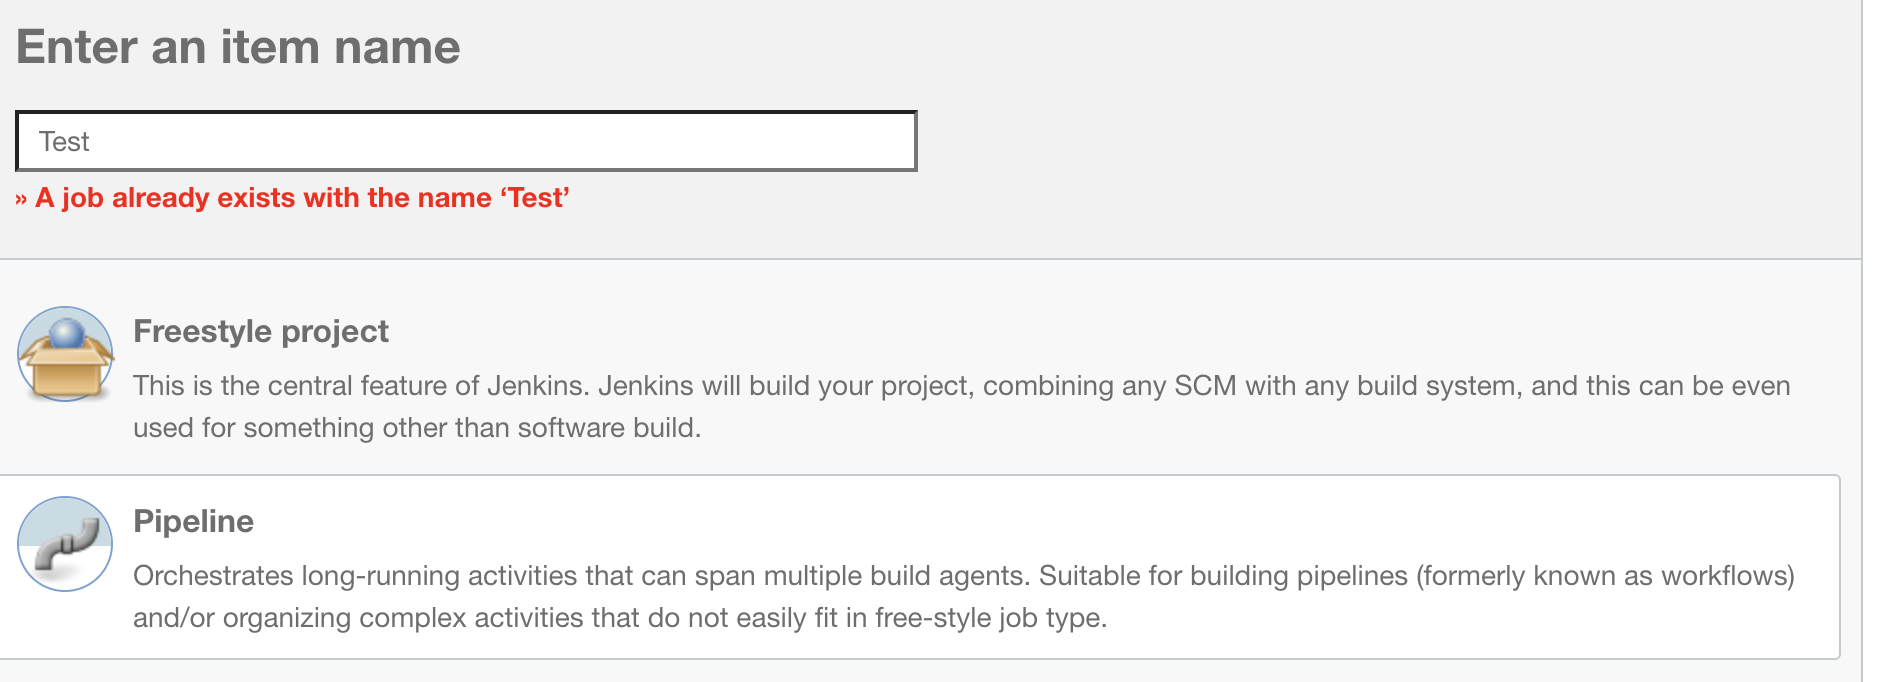 Enter an item name
Test
» A job already exists with the name ‘Test’
Freestyle project
This is the central feature of Jenkins. Jenkins will build your project, combining any SCM with any build system, and this can be even
used for something other than software build.
Pipeline
Orchestrates long-running activities that can span multiple build agents. Suitable for building pipelines (formerly known as workflows)
and/or organizing complex activities that do not easily fit in free-style job type.